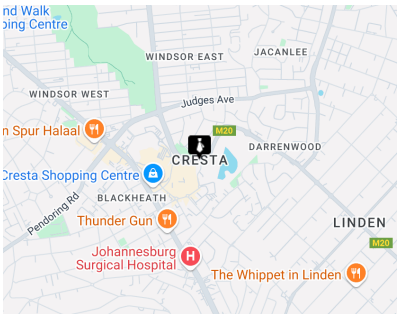 nd Walk
ping Centre
JACANLEE
WINDSOR EAST
WINDSOR WEST
Judges Ave
n Spur Halaal
M20
DARRENWOOD
CRESTA
Cresta Shopping Centre
BLACKHEATH
Pendoring Rd
Thunder Gun
LINDEN
M20
Johannesburg
Surgical Hospital
The Whippet in Linden